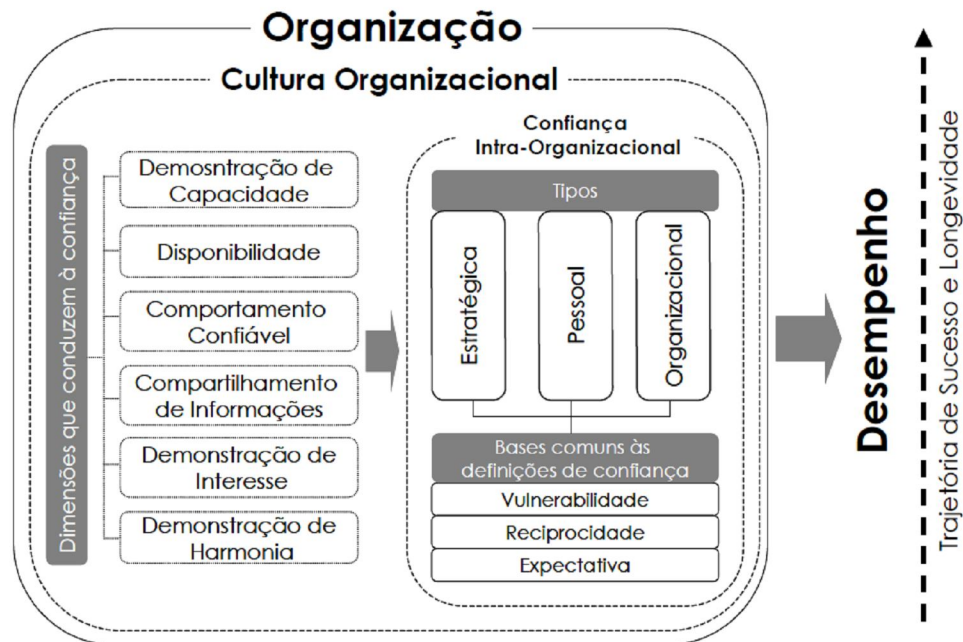 Organização
Cultura Organizacional
Dimensões que conduzem à confiança
Demosntração de
Capacidade
Disponibilidade
Comportamento
Confiável
Compartilhamento
de Informações
Demonstração de
Interesse
Demonstração de
Harmonia
Confiança
Intra-Organizacional
Tipos
Estratégica
Pessoal
Organizacional
Bases comuns às
definições de confiança
Vulnerabilidade
Reciprocidade
Expectativa
Desempenho
Trajetória de Sucesso e Longevidade